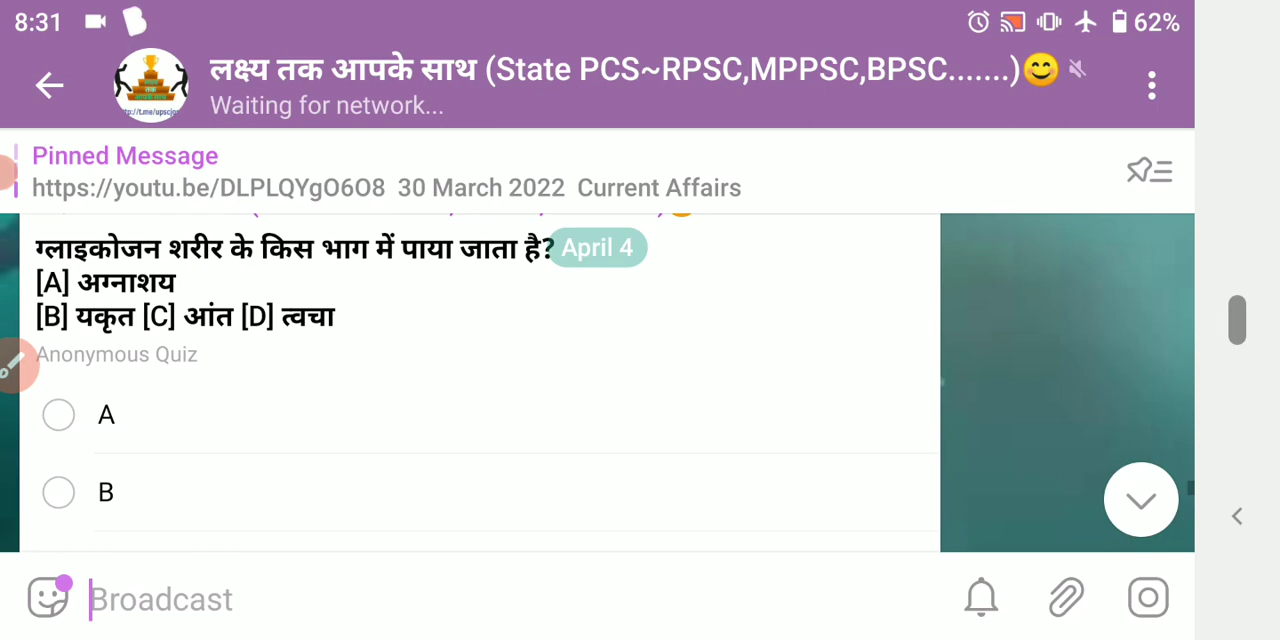 8:31
62%
लक्ष्य तक आपके साथ (State PCS~RPSC,MPPSC,BPSC.......)😊
Waiting for network...
Pinned Message
https://youtu.be/DLPLQYgO6O8 30 March 2022 Current Affairs
ग्लाइकोजन शरीर के किस भाग में पाया जाता है?
April 4
[A] अग्नाशय
[B] यकृत [C] आंत [D] त्वचा
Anonymous Quiz
A
B
Broadcast